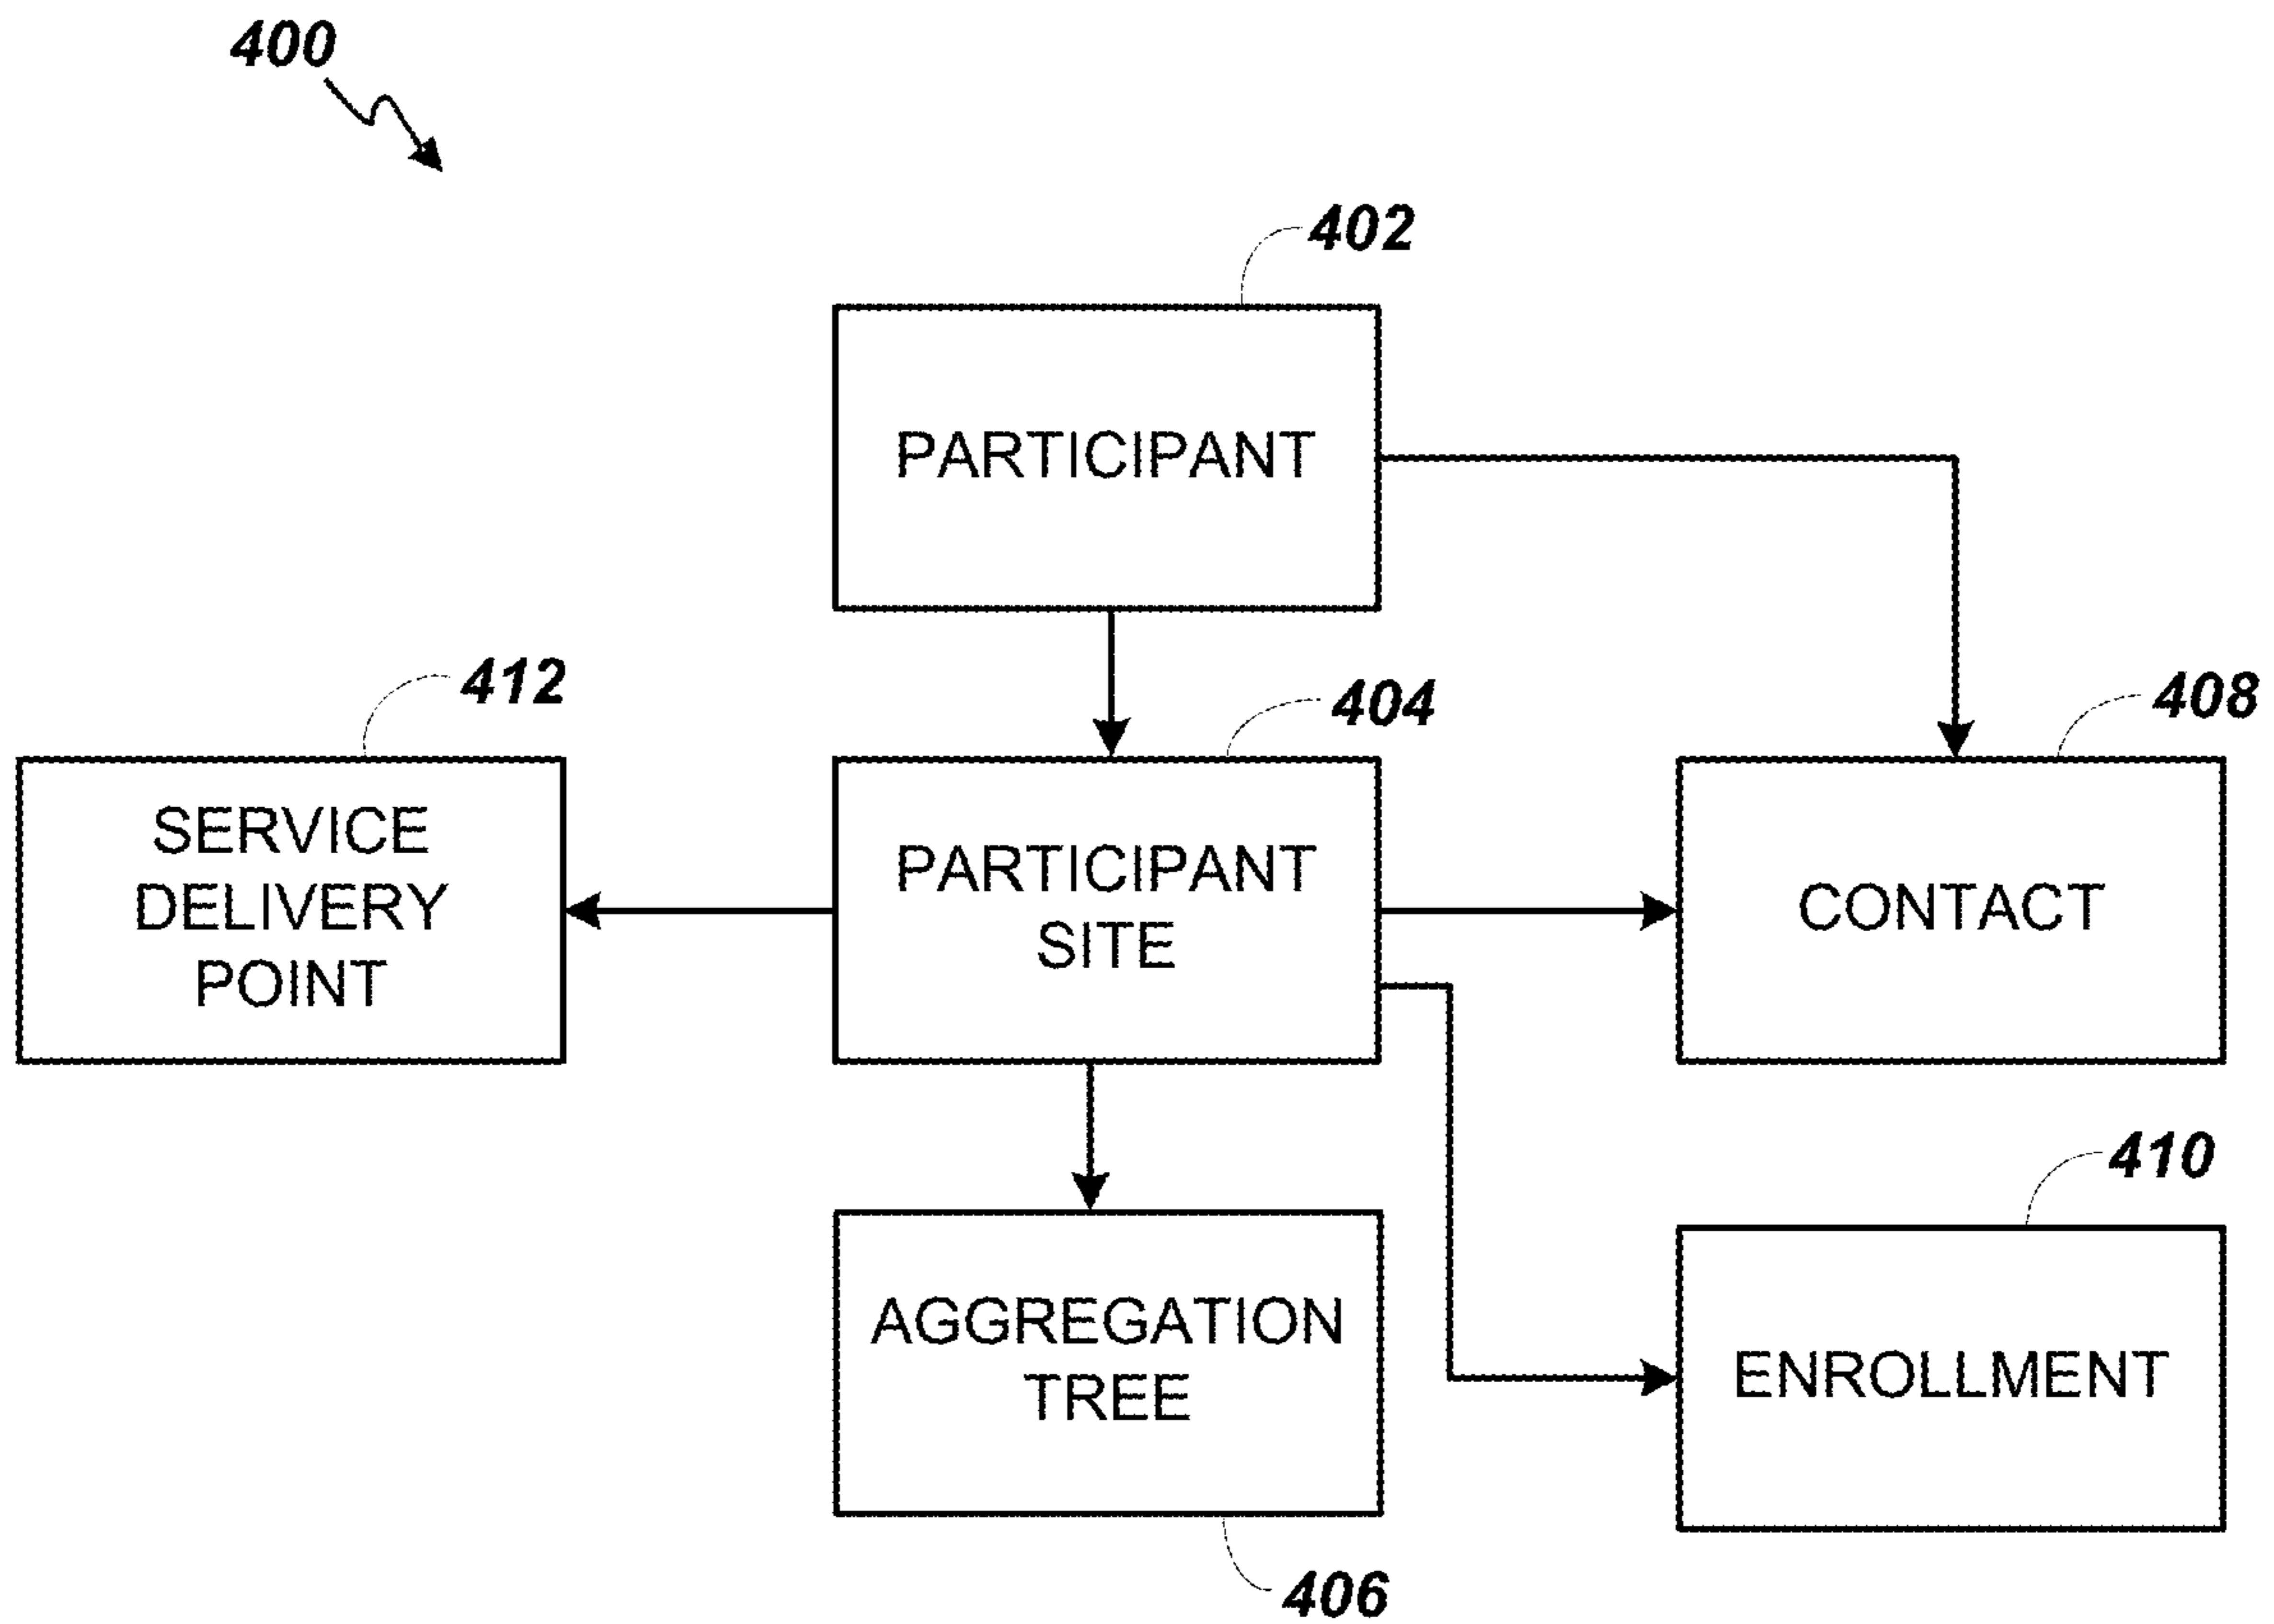 400
402
PARTICIPANT
412
404
408
SERVICE
DELIVERY
POINT
PARTICIPANT
SITE
CONTACT
410
AGGREGATION
TREE
ENROLLMENT
406